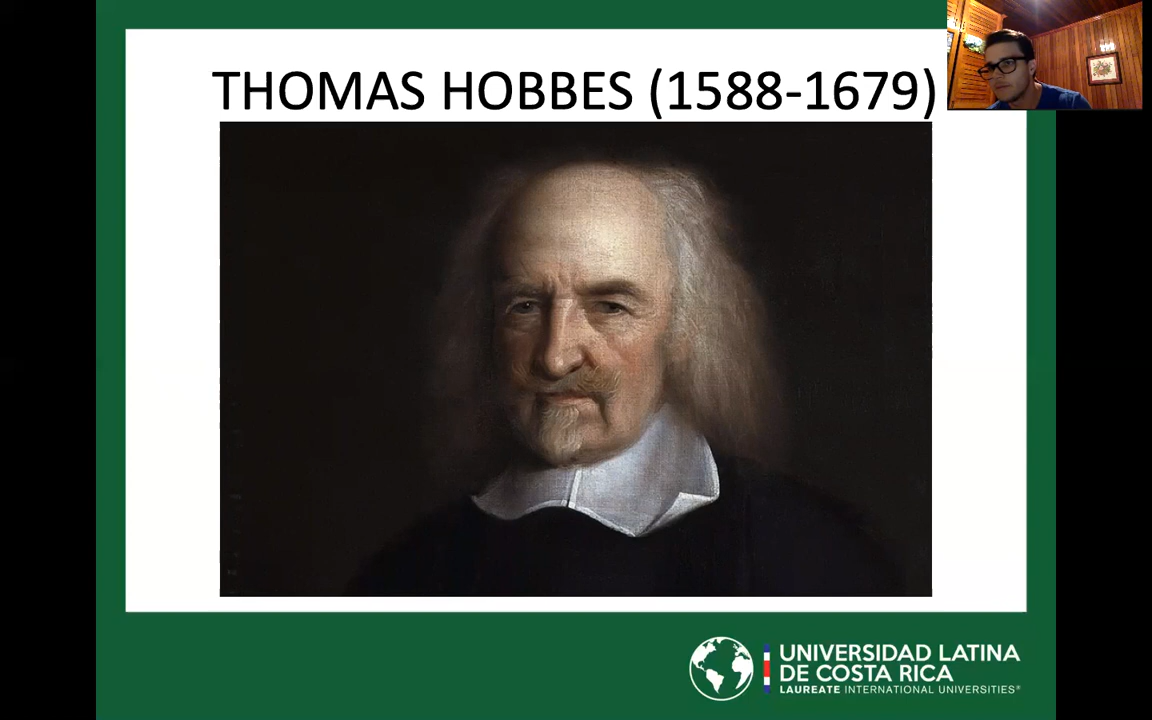 THOMAS HOBBES (1588-1679)
UNIVERSIDAD LATINA
DE COSTA RICA
LAUREATE INTERNATIONAL UNIVERSITIES®